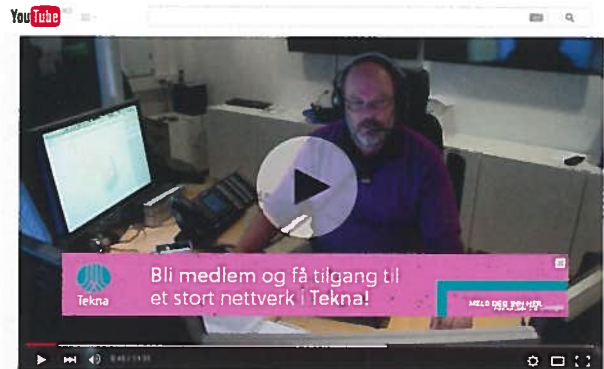 YouTube
Bli medlem og få tilgang til
et stort nettverk i Tekna!
Tekna
MELD DEG INN HER